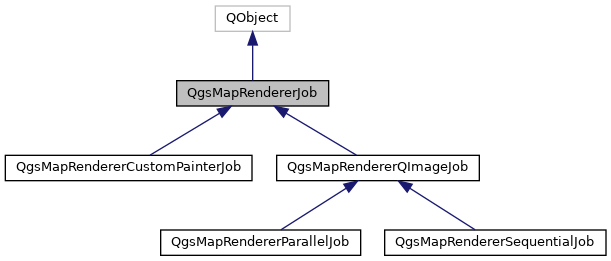 QObject
QgsMapRendererJob
QgsMapRendererCustomPainterJob
QgsMapRendererQImageJob
QgsMapRendererParallelJob
QgsMapRendererSequentialJob